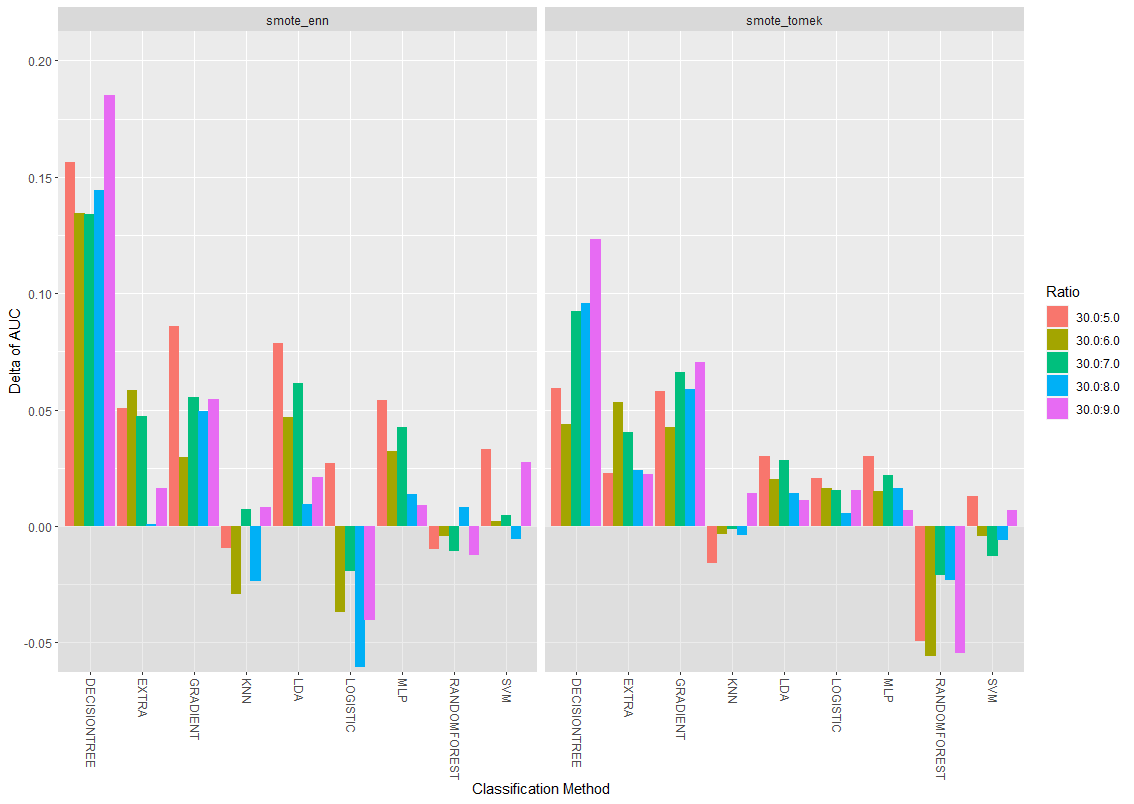 smote_enn
smote_tomek
Delta of AUC
0.20
0.15
0.10
0.05
0.00
-0.05
DECISIONTREE
EXTRA
GRADIENT
KNN
LDA
LOGISTIC
MLP
RANDOMFOREST
SVM
DECISIONTREE
EXTRA
GRADIENT
KNN
LDA
LOGISTIC
MLP
RANDOMFOREST
SVM
Classification Method
Ratio
30.0:5.0
30.0:6.0
30.0:7.0
30.0:8.0
30.0:9.0